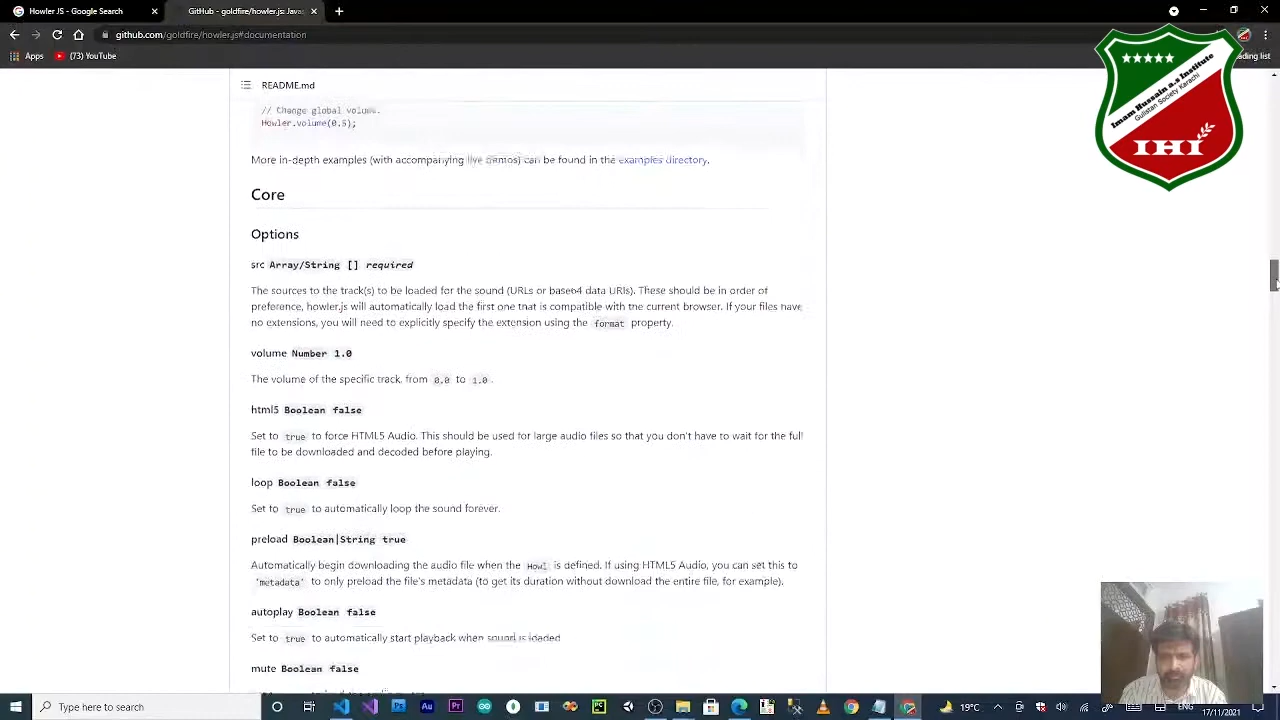 Howler JS - Google Search
GitHub - goldfire/howler.js: Javas
github.com/goldfire/howler.js#documentation
Apps
(73) YouTube
ding list
Imam Hussain a.s Institute
Gulistan Society Karachi
IHI
README.md
// Change global volume.
Howler.volume(0.5);
More in-depth examples (with accompanying live demos) can be found in the examples directory.
Core
Options
src Array/String [] required
The sources to the track(s) to be loaded for the sound (URLs or base64 data URIs). These should be in order of
preference, howler.js will automatically load the first one that is compatible with the current browser. If your files have
no extensions, you will need to explicitly specify the extension using the format property.
volume Number 1.0
The volume of the specific track, from 0.0 to 1.0.
html5 Boolean false
Set to true to force HTML5 Audio. This should be used for large audio files so that you don't have to wait for the full
file to be downloaded and decoded before playing.
loop Boolean false
Set to true to automatically loop the sound forever.
preload Boolean|String true
Automatically begin downloading the audio file when the Howl is defined. If using HTML5 Audio, you can set this to
'metadata' to only preload the file's metadata (to get its duration without download the entire file, for example).
autoplay Boolean false
Set to true to automatically start playback when sound is loaded
mute Boolean false
Type here to search
19°C
17/11/2021